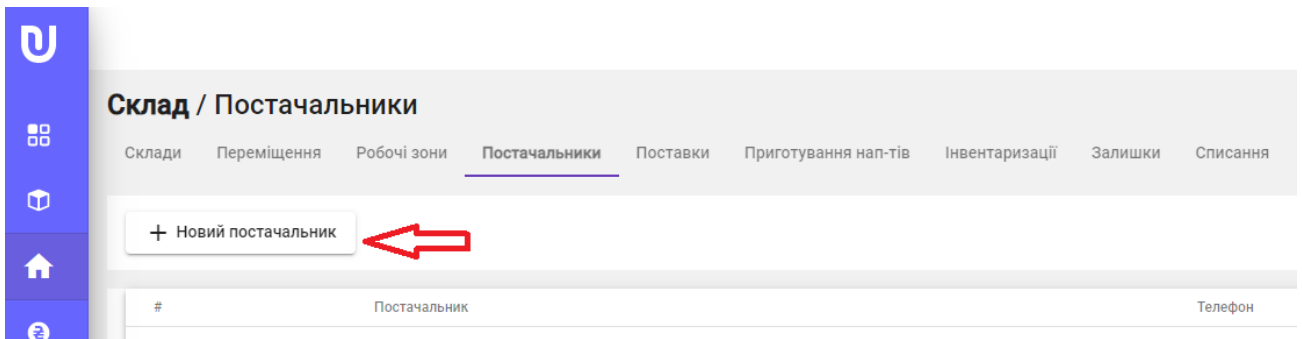 Склад / Постачальники
Склади Переміщення Робочі зони Постачальники Поставки Приготування нап-тів Інвентаризації Залишки Списання
+ Новий постачальник
# Постачальник Телефон